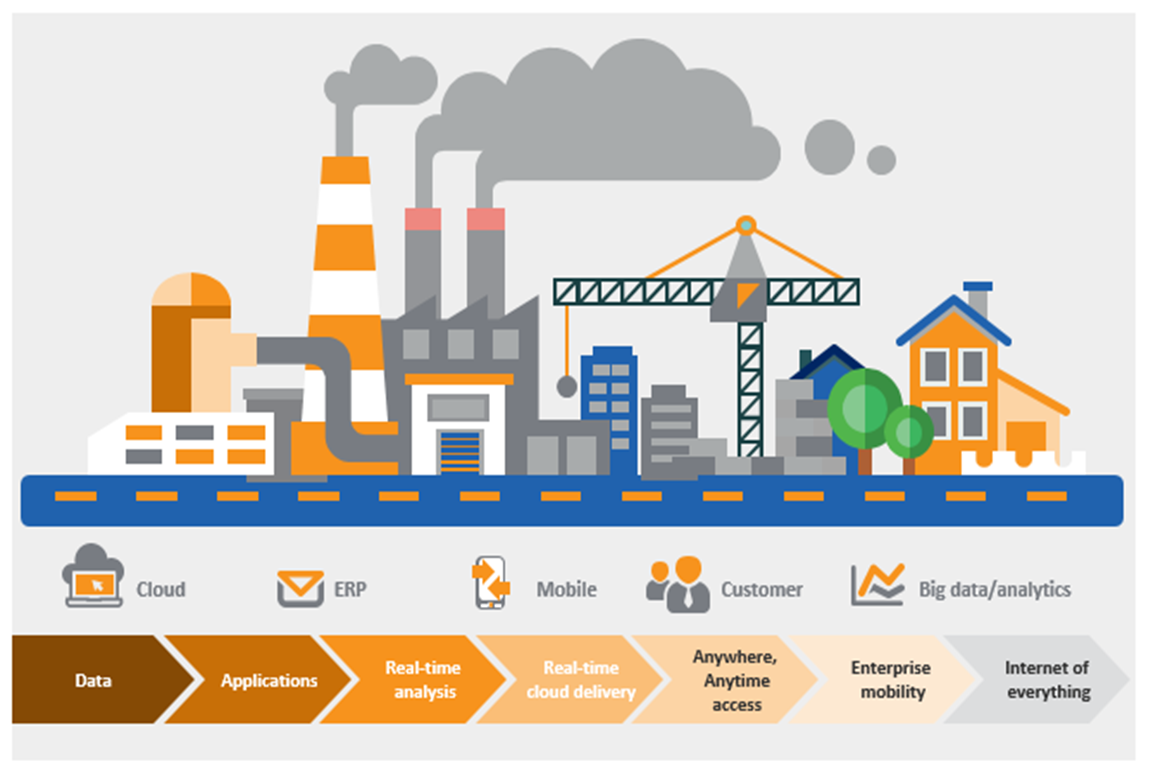 Cloud
ERP
Mobile
Customer
Big data/analytics
Data
Applications
Real-time
analysis
Real-time
cloud delivery
Anywhere,
Anytime
access
Enterprise
mobility
Internet of
everything